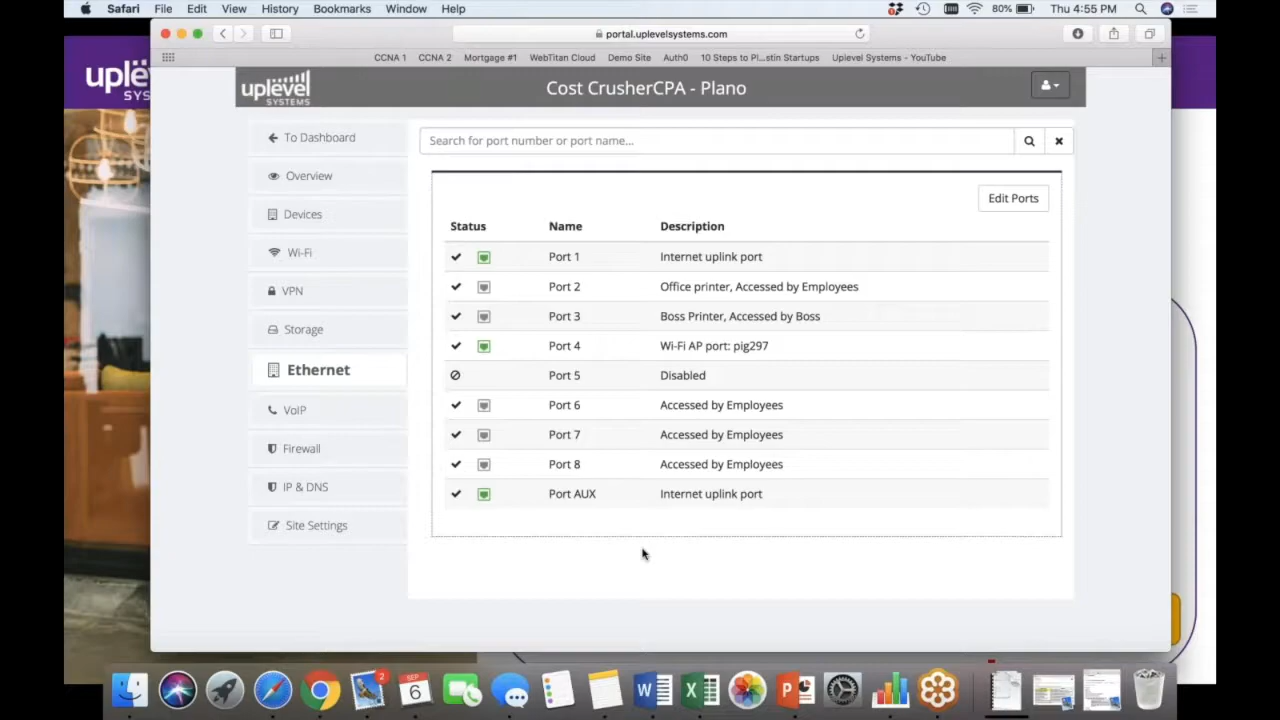 Safari File Edit View History Bookmarks Window Help 80% Thu 4:55 PM
portal.uplevelsystems.com
CCNA 1 CCNA 2 Mortgage #1 WebTitan Cloud Demo Site Auth0 10 Steps to Pl...stin Startups Uplevel Systems - YouTube
uplevel
SYSTEMS
Cost CrusherCPA - Plano
uplev
SYS
To Dashboard
Overview
Devices
Wi-Fi
VPN
Storage
Ethernet
VoIP
Firewall
IP & DNS
Site Settings
Search for port number or port name...
Edit Ports
Status Name Description
Port 1 Internet uplink port
Port 2 Office printer, Accessed by Employees
Port 3 Boss Printer, Accessed by Boss
Port 4 Wi-Fi AP port: pig297
Port 5 Disabled
Port 6 Accessed by Employees
Port 7 Accessed by Employees
Port 8 Accessed by Employees
Port AUX Internet uplink port
2
SEP
6
W
X
P